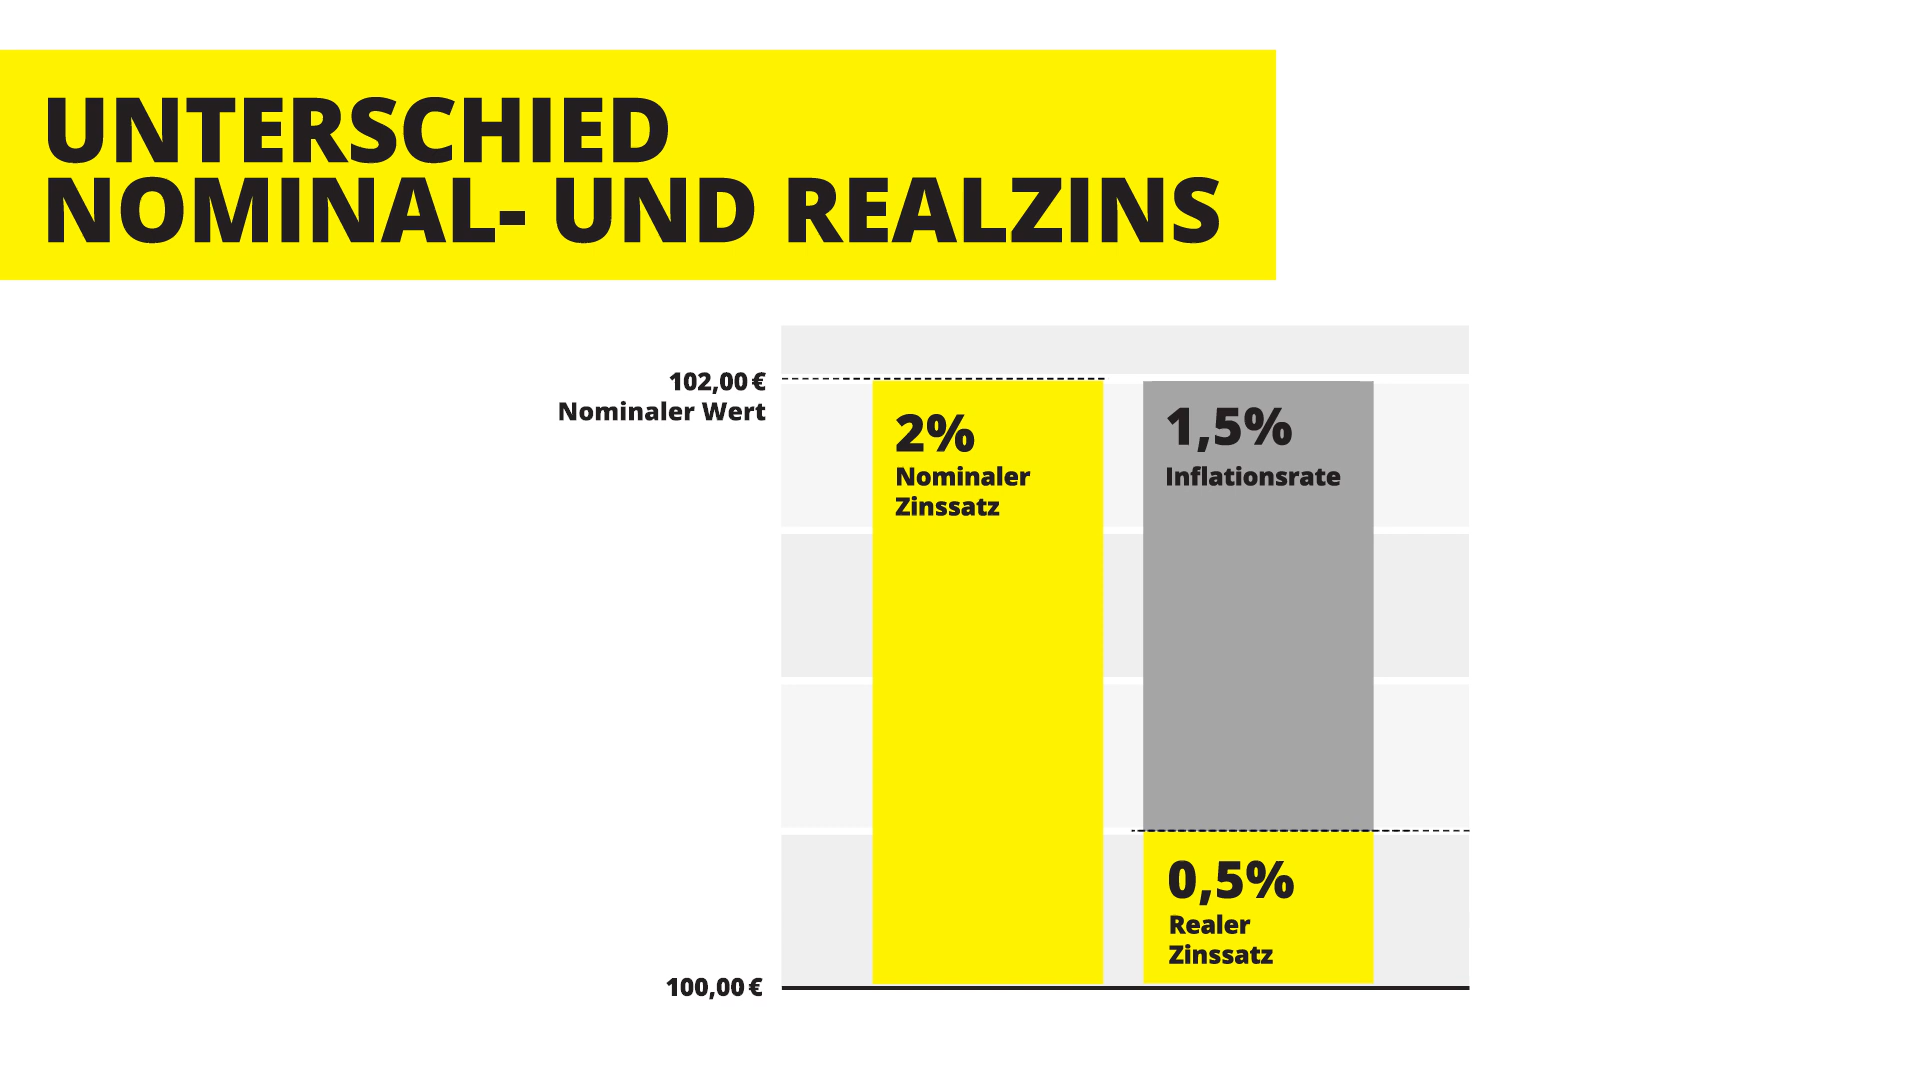 UNTERSCHIED
NOMINAL- UND REALZINS
102,00 €
Nominaler Wert
2%
Nominaler
Zinssatz
1,5%
Inflationsrate
0,5%
Realer
Zinssatz
100,00 €